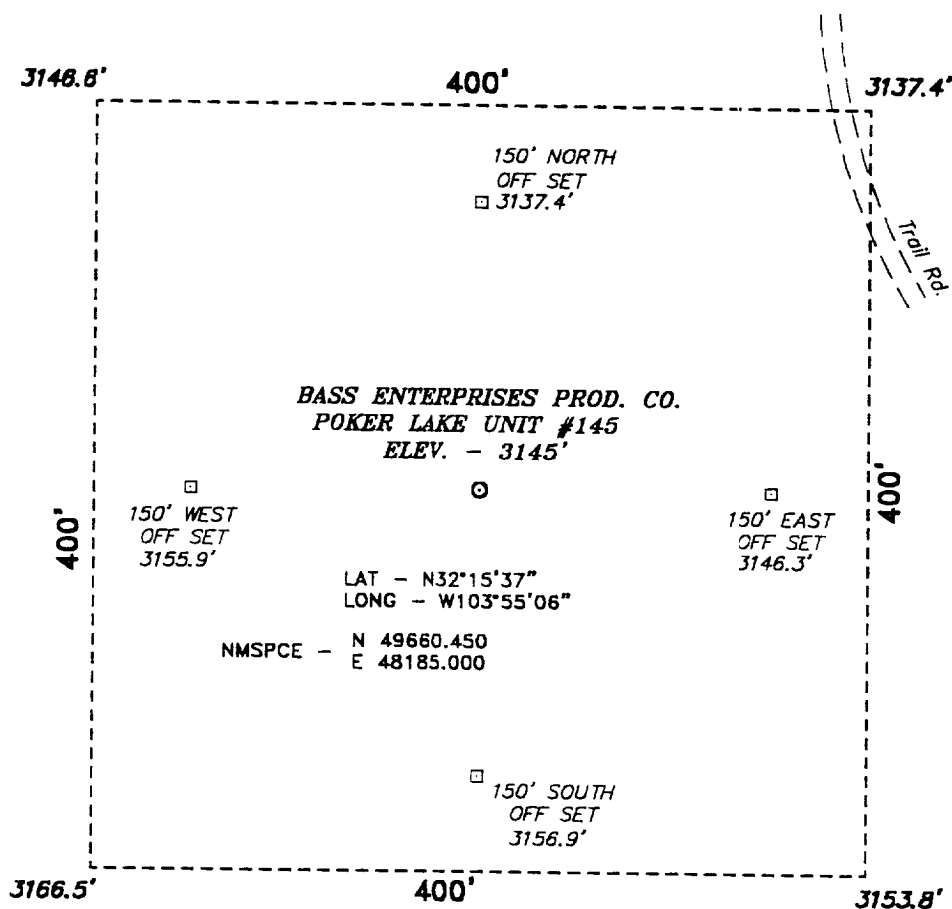 3146.6'
400'
3137.4'
150' NORTH
OFF SET
3137.4'
Trail Rd.
BASS ENTERPRISES PROD. CO.
POKER LAKE UNIT #145
ELEV. - 3145'
400'
150' WEST
OFF SET
3155.9'
150' EAST
OFF SET
3146.3'
400'
LAT - N32°15'37"
LONG - W103°55'06"
NMSPCE - N 49660.450
E 48185.000
150' SOUTH
OFF SET
3156.9'
3166.5'
400'
3153.8'